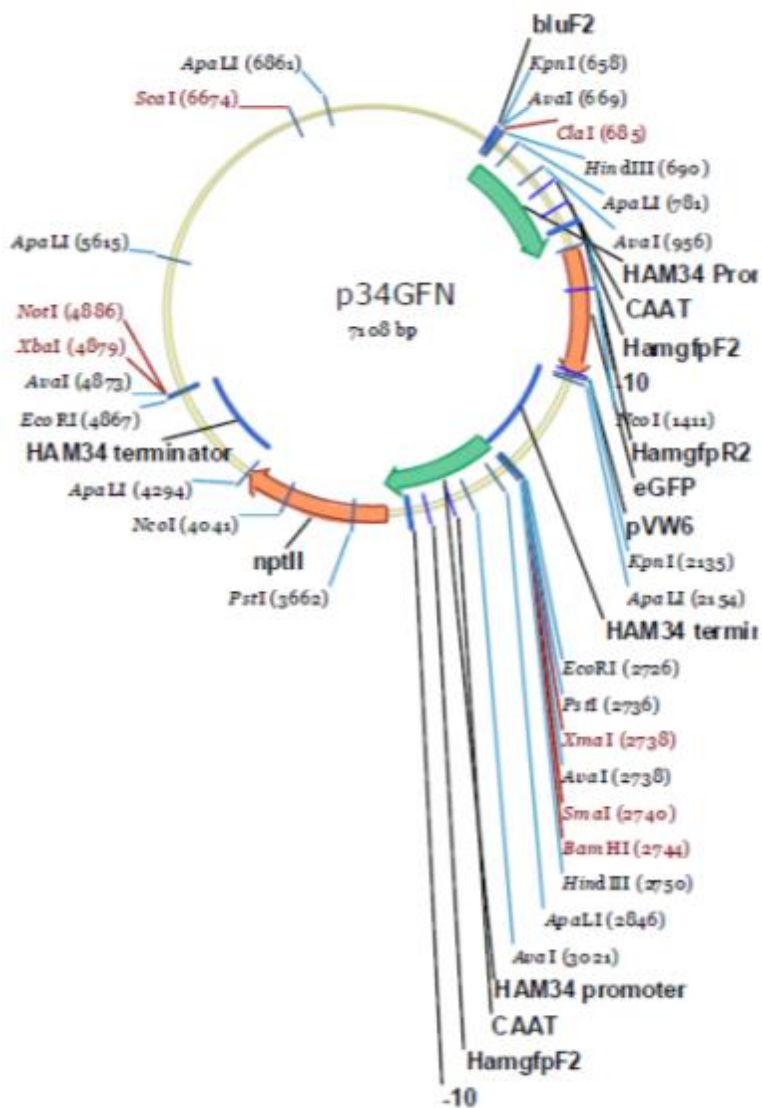 bluF2
ApaLI (6861)
KpnI (658)
ScaI (6674)
AvaI (669)
ClaI (685)
HindIII (690)
ApaLI (781)
ApaLI (5615)
AvaI (956)
p34GFN
7108 bp
HAM34 Pror
CAAT
NotI (4886)
HamgfpF2
XbaI (4879)
-10
AvaI (4873)
NcoI (1411)
EcoRI (4867)
HamgfpR2
HAM34 terminator
eGFP
ApaLI (4294)
pVW6
NcoI (4041)
KpnI (2135)
nptII
ApaLI (2154)
PstI (3662)
HAM34 termir
EcoRI (2726)
PstI (2736)
XmaI (2738)
AvaI (2738)
SmaI (2740)
BamHI (2744)
HindIII (2750)
ApaLI (2846)
AvaI (3021)
HAM34 promoter
CAAT
HamgfpF2
-10